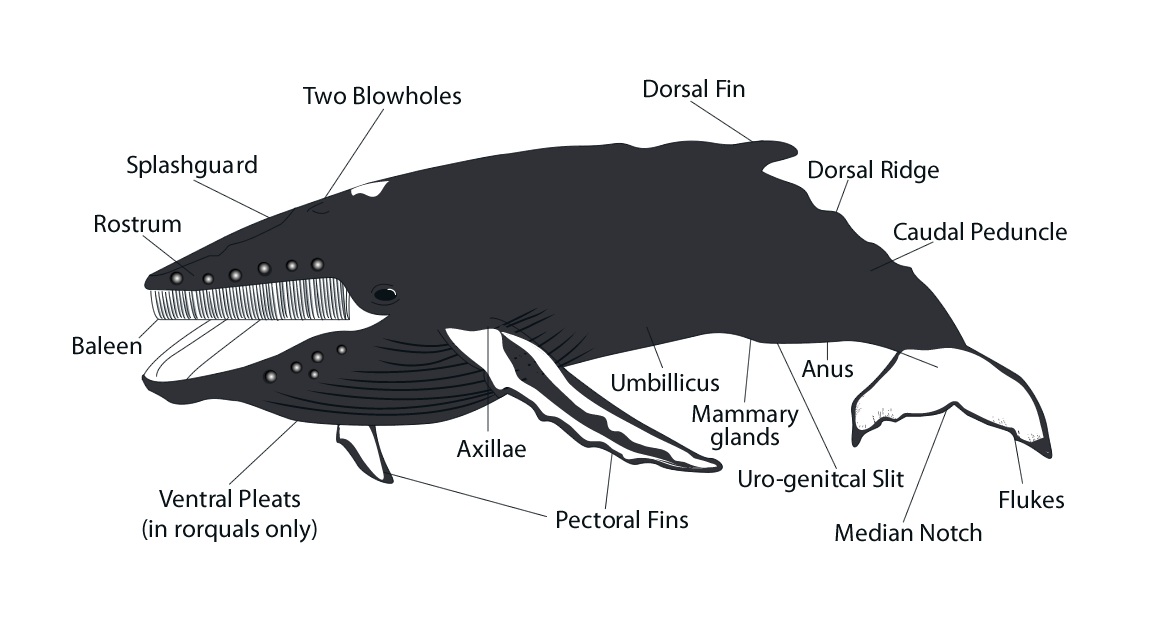 Two Blowholes
Dorsal Fin
Splashguard
Dorsal Ridge
Rostrum
Caudal Peduncle
Baleen
Umbillicus
Anus
Mammary
glands
Axillae
Uro-genitcal Slit
Ventral Pleats
(in rorquals only)
Flukes
Pectoral Fins
Median Notch